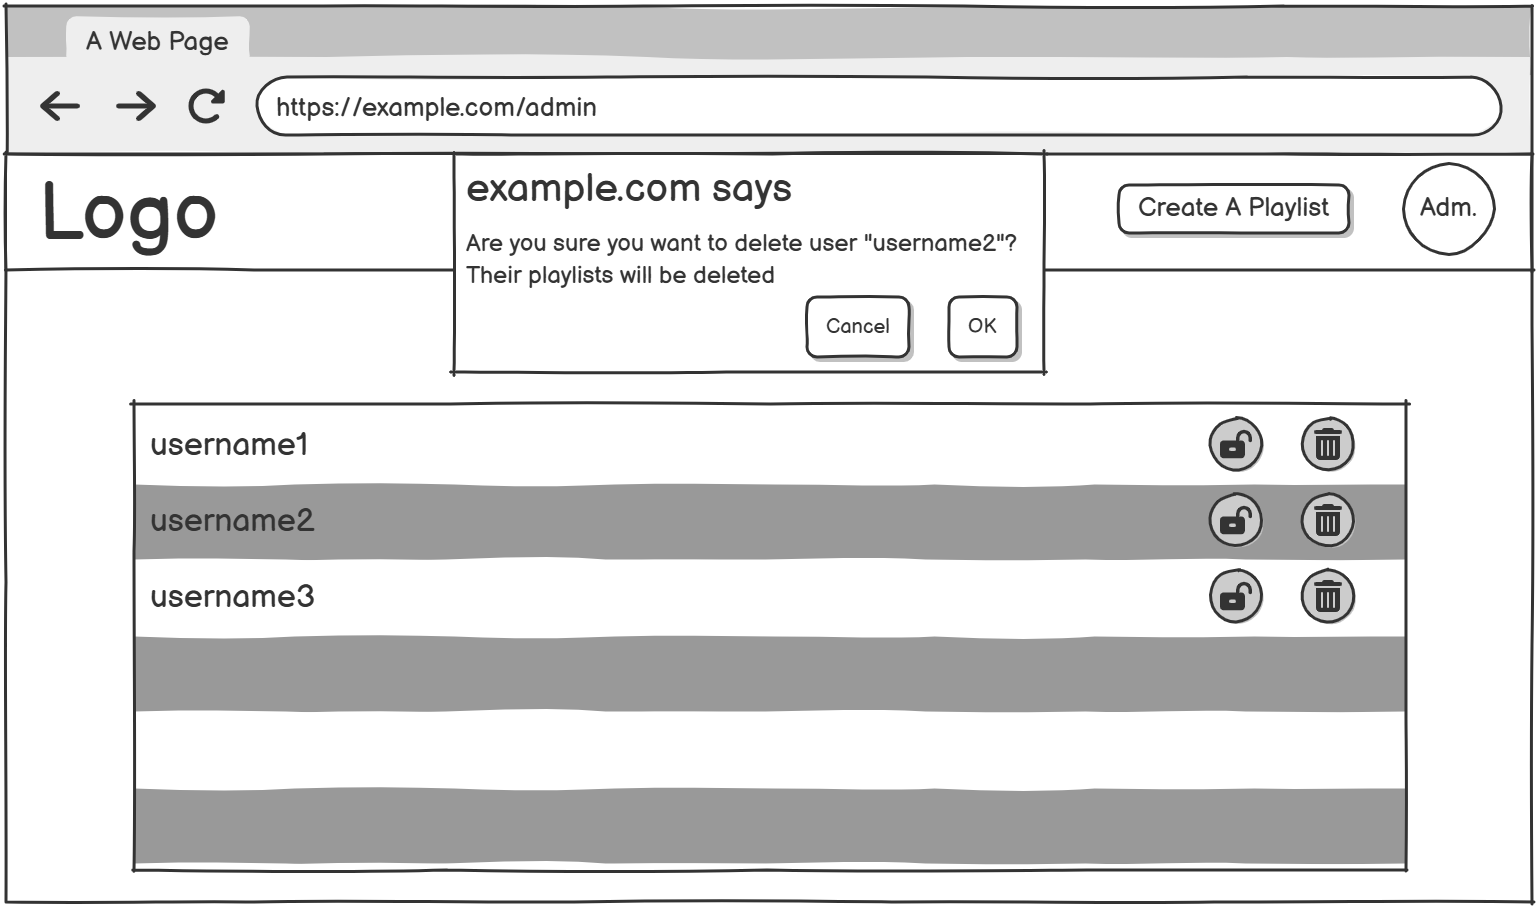 A Web Page
https://example.com/admin
Logo
example.com says
Are you sure you want to delete user "username2"?
Their playlists will be deleted
Cancel
OK
Create A Playlist
Adm.
username1
username2
username3